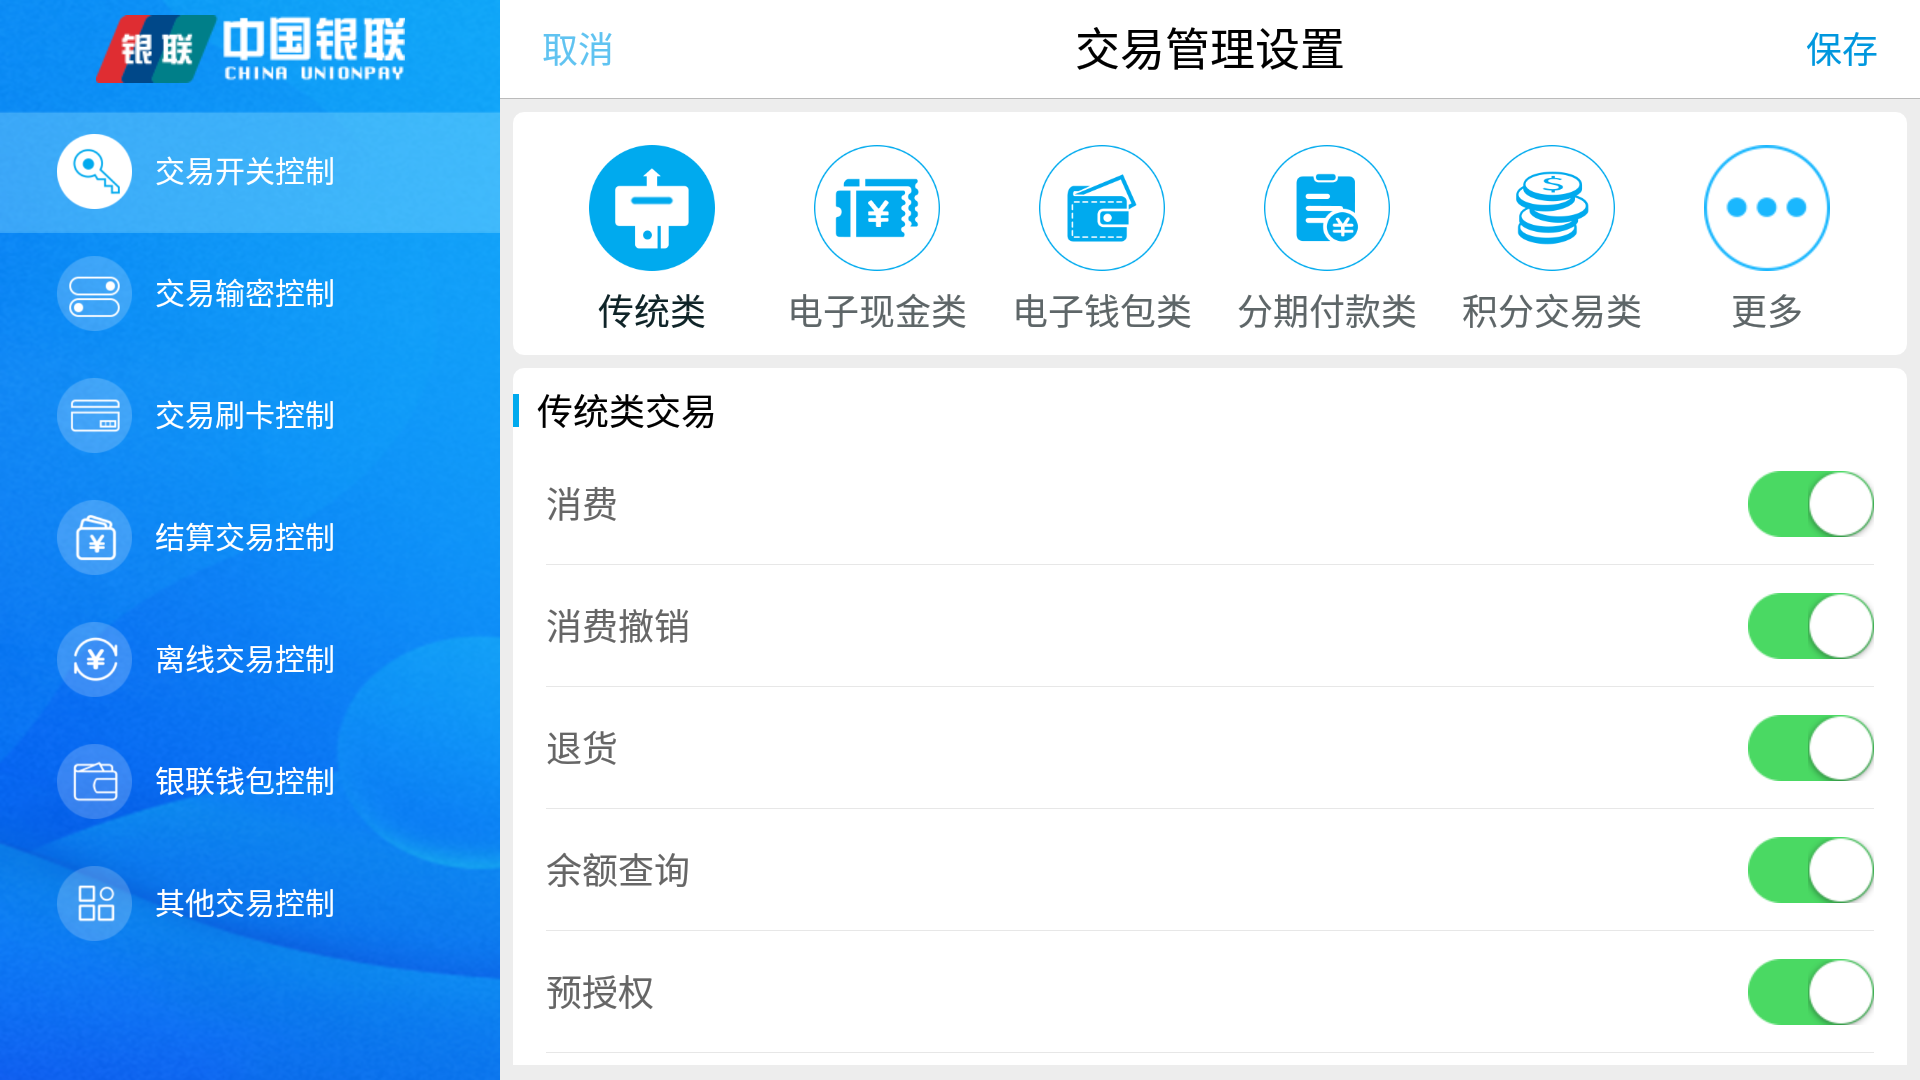 银联 中国银联
CHINA UNIONPAY
交易开关控制
交易输密控制
交易刷卡控制
结算交易控制
离线交易控制
银联钱包控制
其他交易控制
取消
交易管理设置
保存
传统类
电子现金类
电子钱包类
分期付款类
积分交易类
更多
传统类交易
消费
消费撤销
退货
余额查询
预授权